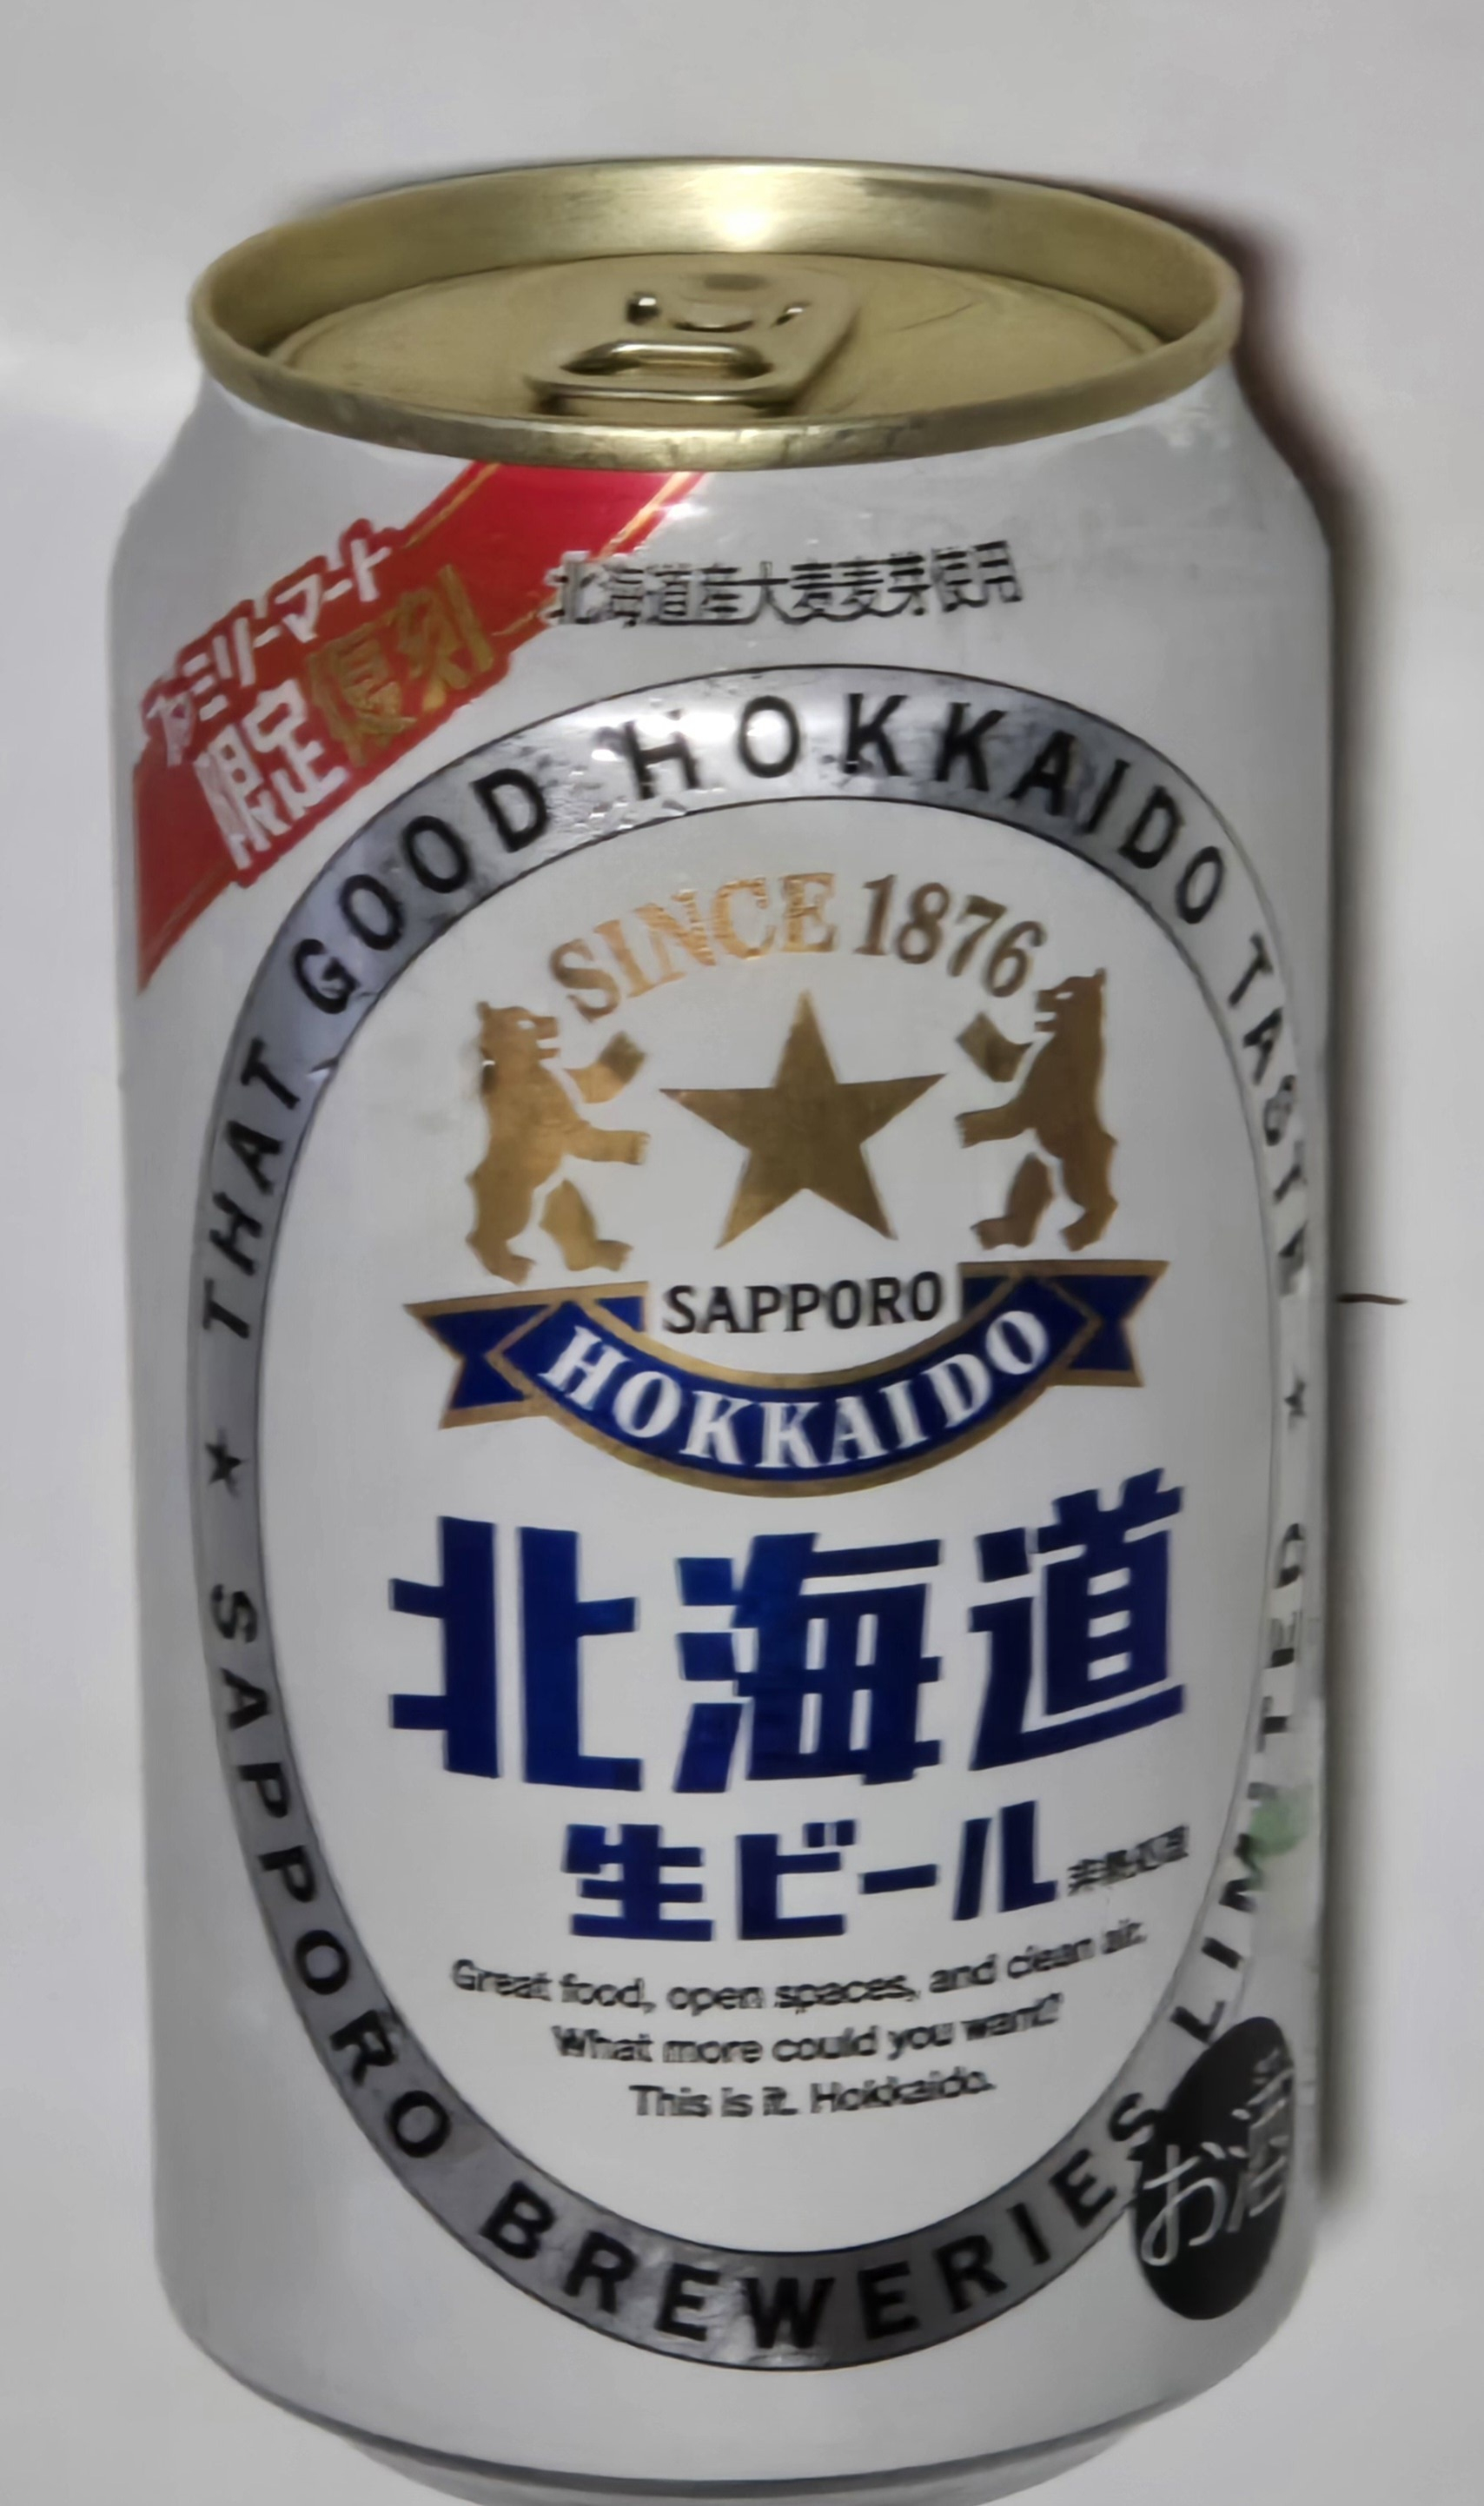 ファミリーマート
限定復刻
北海道産大麦麦芽使用
THAT GOOD HOKKAIDO TASTE
SINCE 1876
SAPPORO
HOKKAIDO
北海道
生ビール
非熱処理
Great food, open spaces, and clean air.
What more could you want?
This is it. Hokkaido.
お酒
★ SAPPORO BREWERIES LIMITED ★